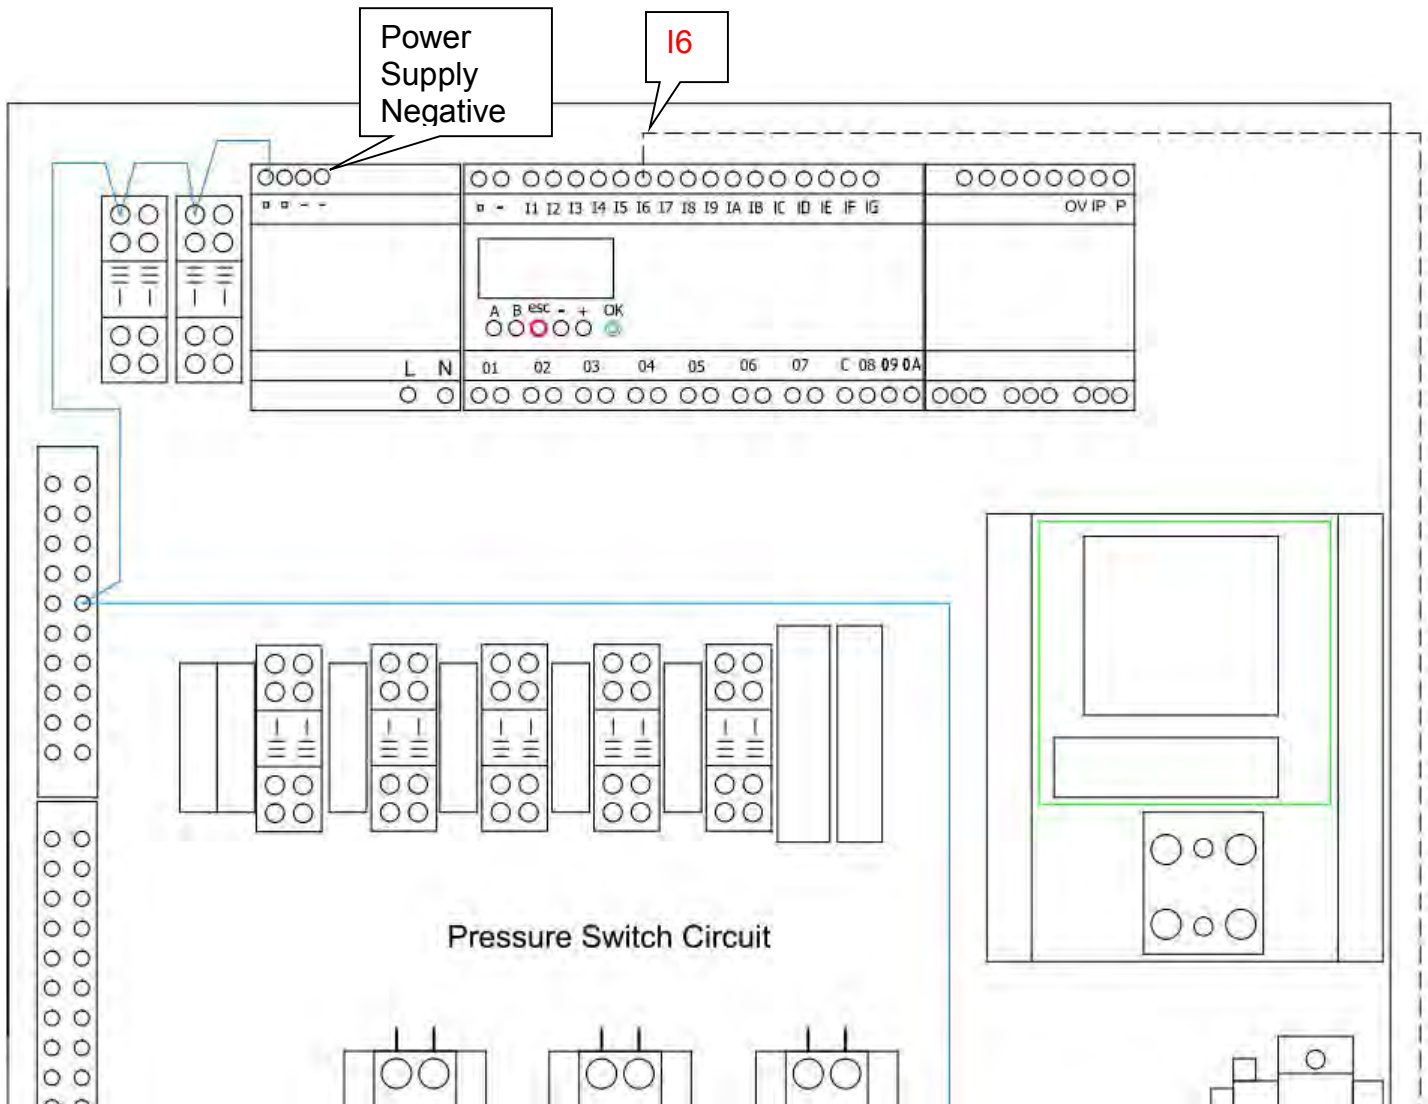 Power
Supply
Negative
I6
¤ ¤ - -
¤ - I1 I2 I3 I4 I5 I6 I7 I8 I9 IA IB IC ID IE IF IG
OV IP P
A B esc - + OK
L N
01 02 03 04 05 06 07 C 08 09 0A
Pressure Switch Circuit